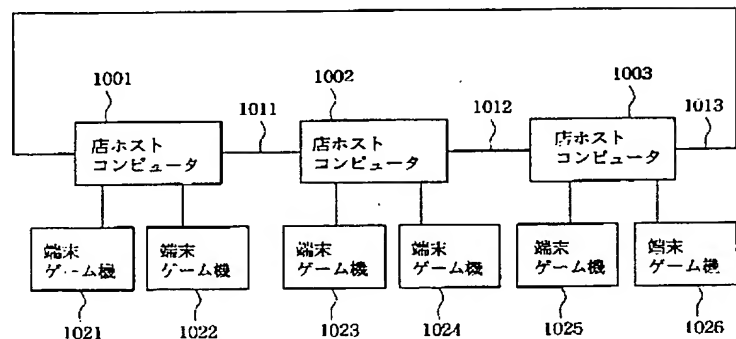 1001
1002
1003
1011
1012
1013
店ホスト
コンピュータ
店ホスト
コンピュータ
店ホスト
コンピュータ
端末
ゲーム機
端末
ゲーム機
端末
ゲーム機
端末
ゲーム機
端末
ゲーム機
端末
ゲーム機
1021
1022
1023
1024
1025
1026